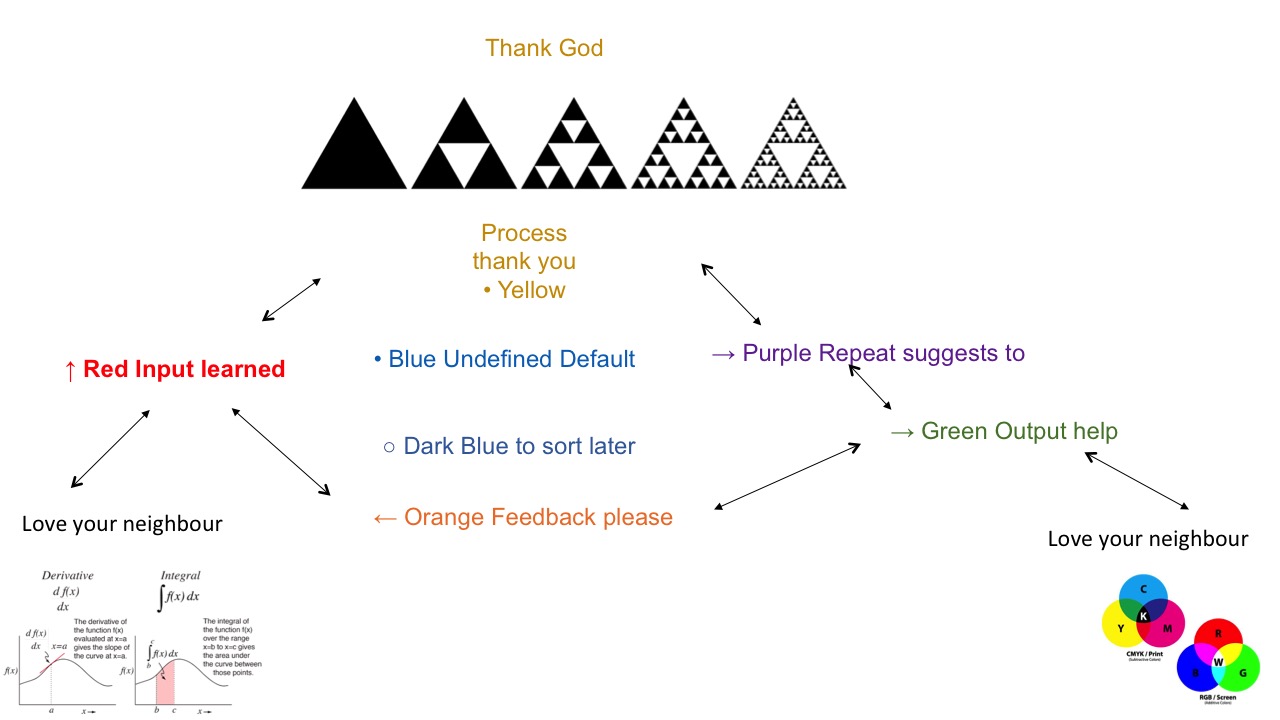 Thank God
Process
thank you
• Yellow
↑ Red Input learned
• Blue Undefined Default
→ Purple Repeat suggests to
→ Green Output help
○ Dark Blue to sort later
← Orange Feedback please
Love your neighbour
Love your neighbour
Derivative
d f(x)
dx
The derivative of
the function f(x)
evaluated at x=a
gives the slope of
the curve at x=a.
d f(x)
dx
x=a
f(x)
a
x→
Integral
∫f(x) dx
The integral of
the function f(x)
over the range
x=b to x=c gives
the area under
the curve between
those points.
c
∫f(x) dx
b
f(x)
b
c
x→
C
Y
K
M
CMYK / Print
(Subtractive Colors)
R
W
B
G
RGB / Screen
(Additive Colors)